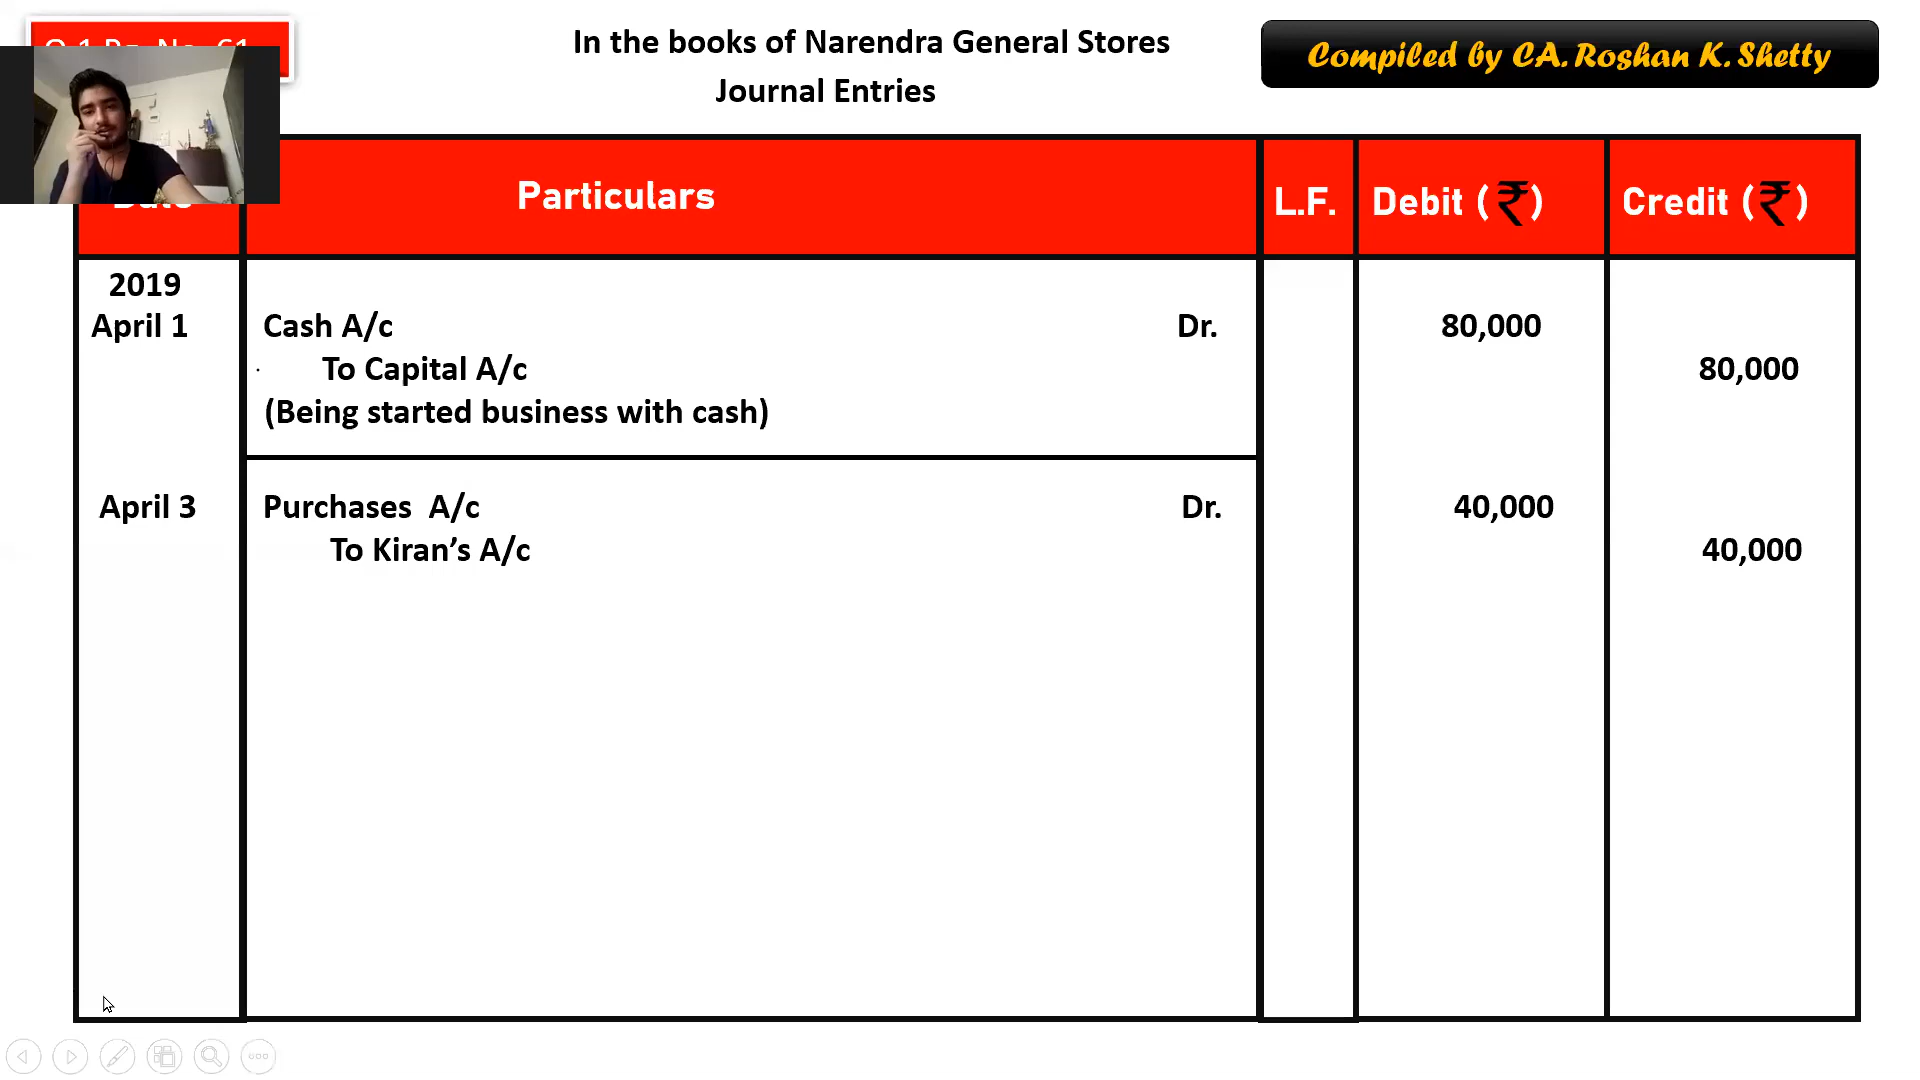 In the books of Narendra General Stores
Journal Entries
Compiled by CA. Roshan K. Shetty
Particulars L.F. Debit (₹) Credit (₹)
2019
April 1 Cash A/c Dr. 80,000
To Capital A/c 80,000
(Being started business with cash)
April 3 Purchases A/c Dr. 40,000
To Kiran’s A/c 40,000